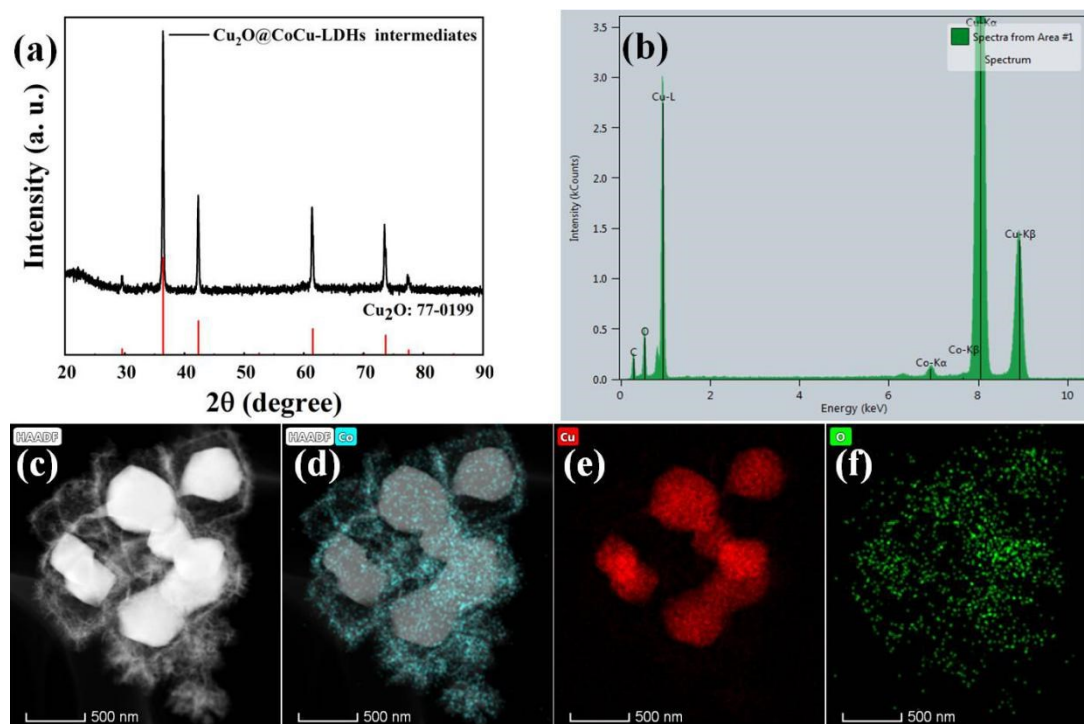 (a)
Cu₂O@CoCu-LDHs intermediates
Intensity (a. u.)
Cu₂O: 77-0199
20 30 40 50 60 70 80 90
2θ (degree)
(b)
Cu-Kα
Spectra from Area #1
Spectrum
3.5
3.0
Cu-L
2.5
2.0
Intensity (kCounts)
1.5
Cu-Kβ
1.0
0.5
O
C
Co-Kα
Co-Kβ
0.0
0 2 4 6 8 10
Energy (keV)
HAADF
(c)
500 nm
HAADF Co
(d)
500 nm
Cu
(e)
500 nm
O
(f)
500 nm